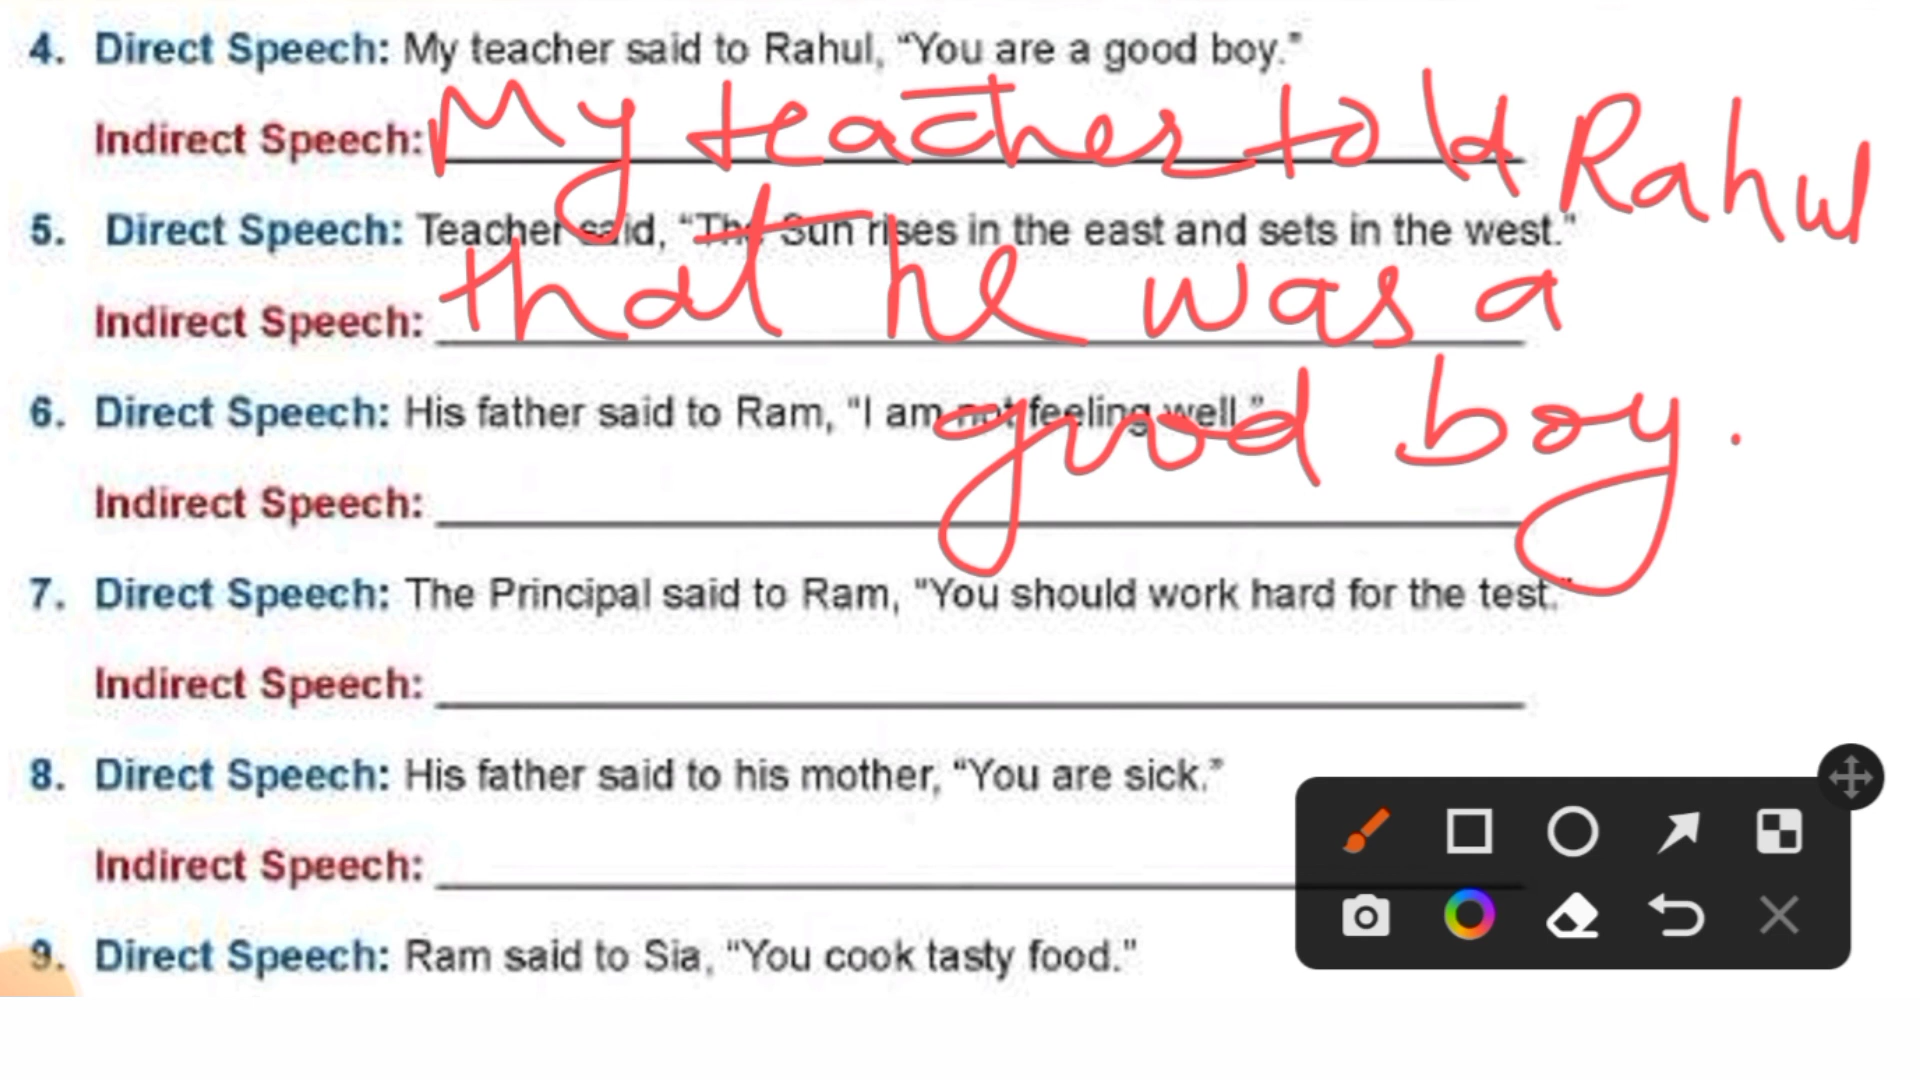 4. Direct Speech: My teacher said to Rahul, "You are a good boy."
Indirect Speech: My teacher told Rahul
5. Direct Speech: Teacher said, "The Sun rises in the east and sets in the west."
that he was a
Indirect Speech:
6. Direct Speech: His father said to Ram, "I am not feeling well."
good boy.
Indirect Speech:
7. Direct Speech: The Principal said to Ram, "You should work hard for the test."
Indirect Speech:
8. Direct Speech: His father said to his mother, "You are sick."
Indirect Speech:
9. Direct Speech: Ram said to Sia, "You cook tasty food."